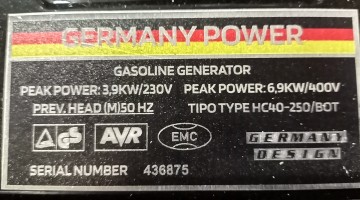 GERMANY POWER
GASOLINE GENERATOR
PEAK POWER: 3,9KW/230V PEAK POWER: 6,9KW/400V
PREV. HEAD (M)50 HZ TIPO TYPE HC40-250/BOT
GS AVR EMC GERMANY
DESIGN
SERIAL NUMBER 436875